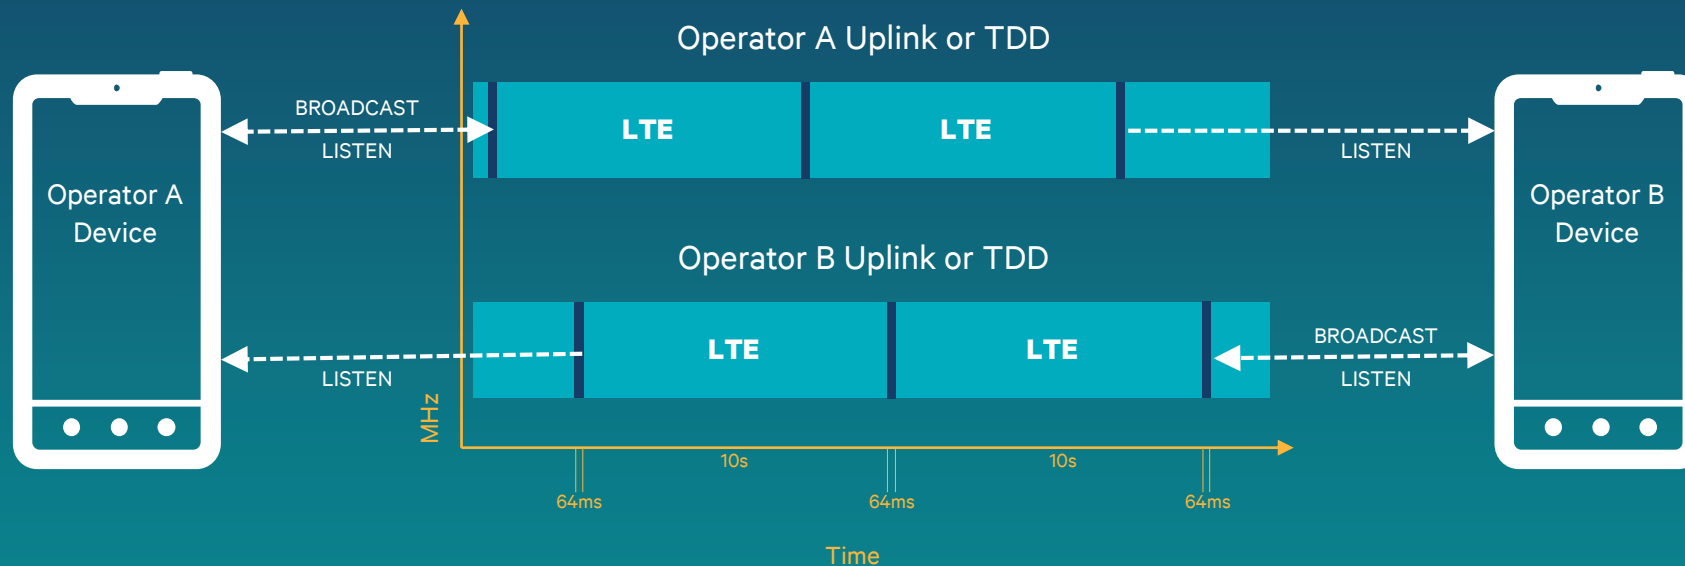 Operator A Uplink or TDD
BROADCAST
LISTEN
LTE
LTE
LISTEN
Operator A
Device
Operator B
Device
Operator B Uplink or TDD
LISTEN
LTE
LTE
BROADCAST
LISTEN
MHz
10s
10s
64ms
64ms
64ms
Time